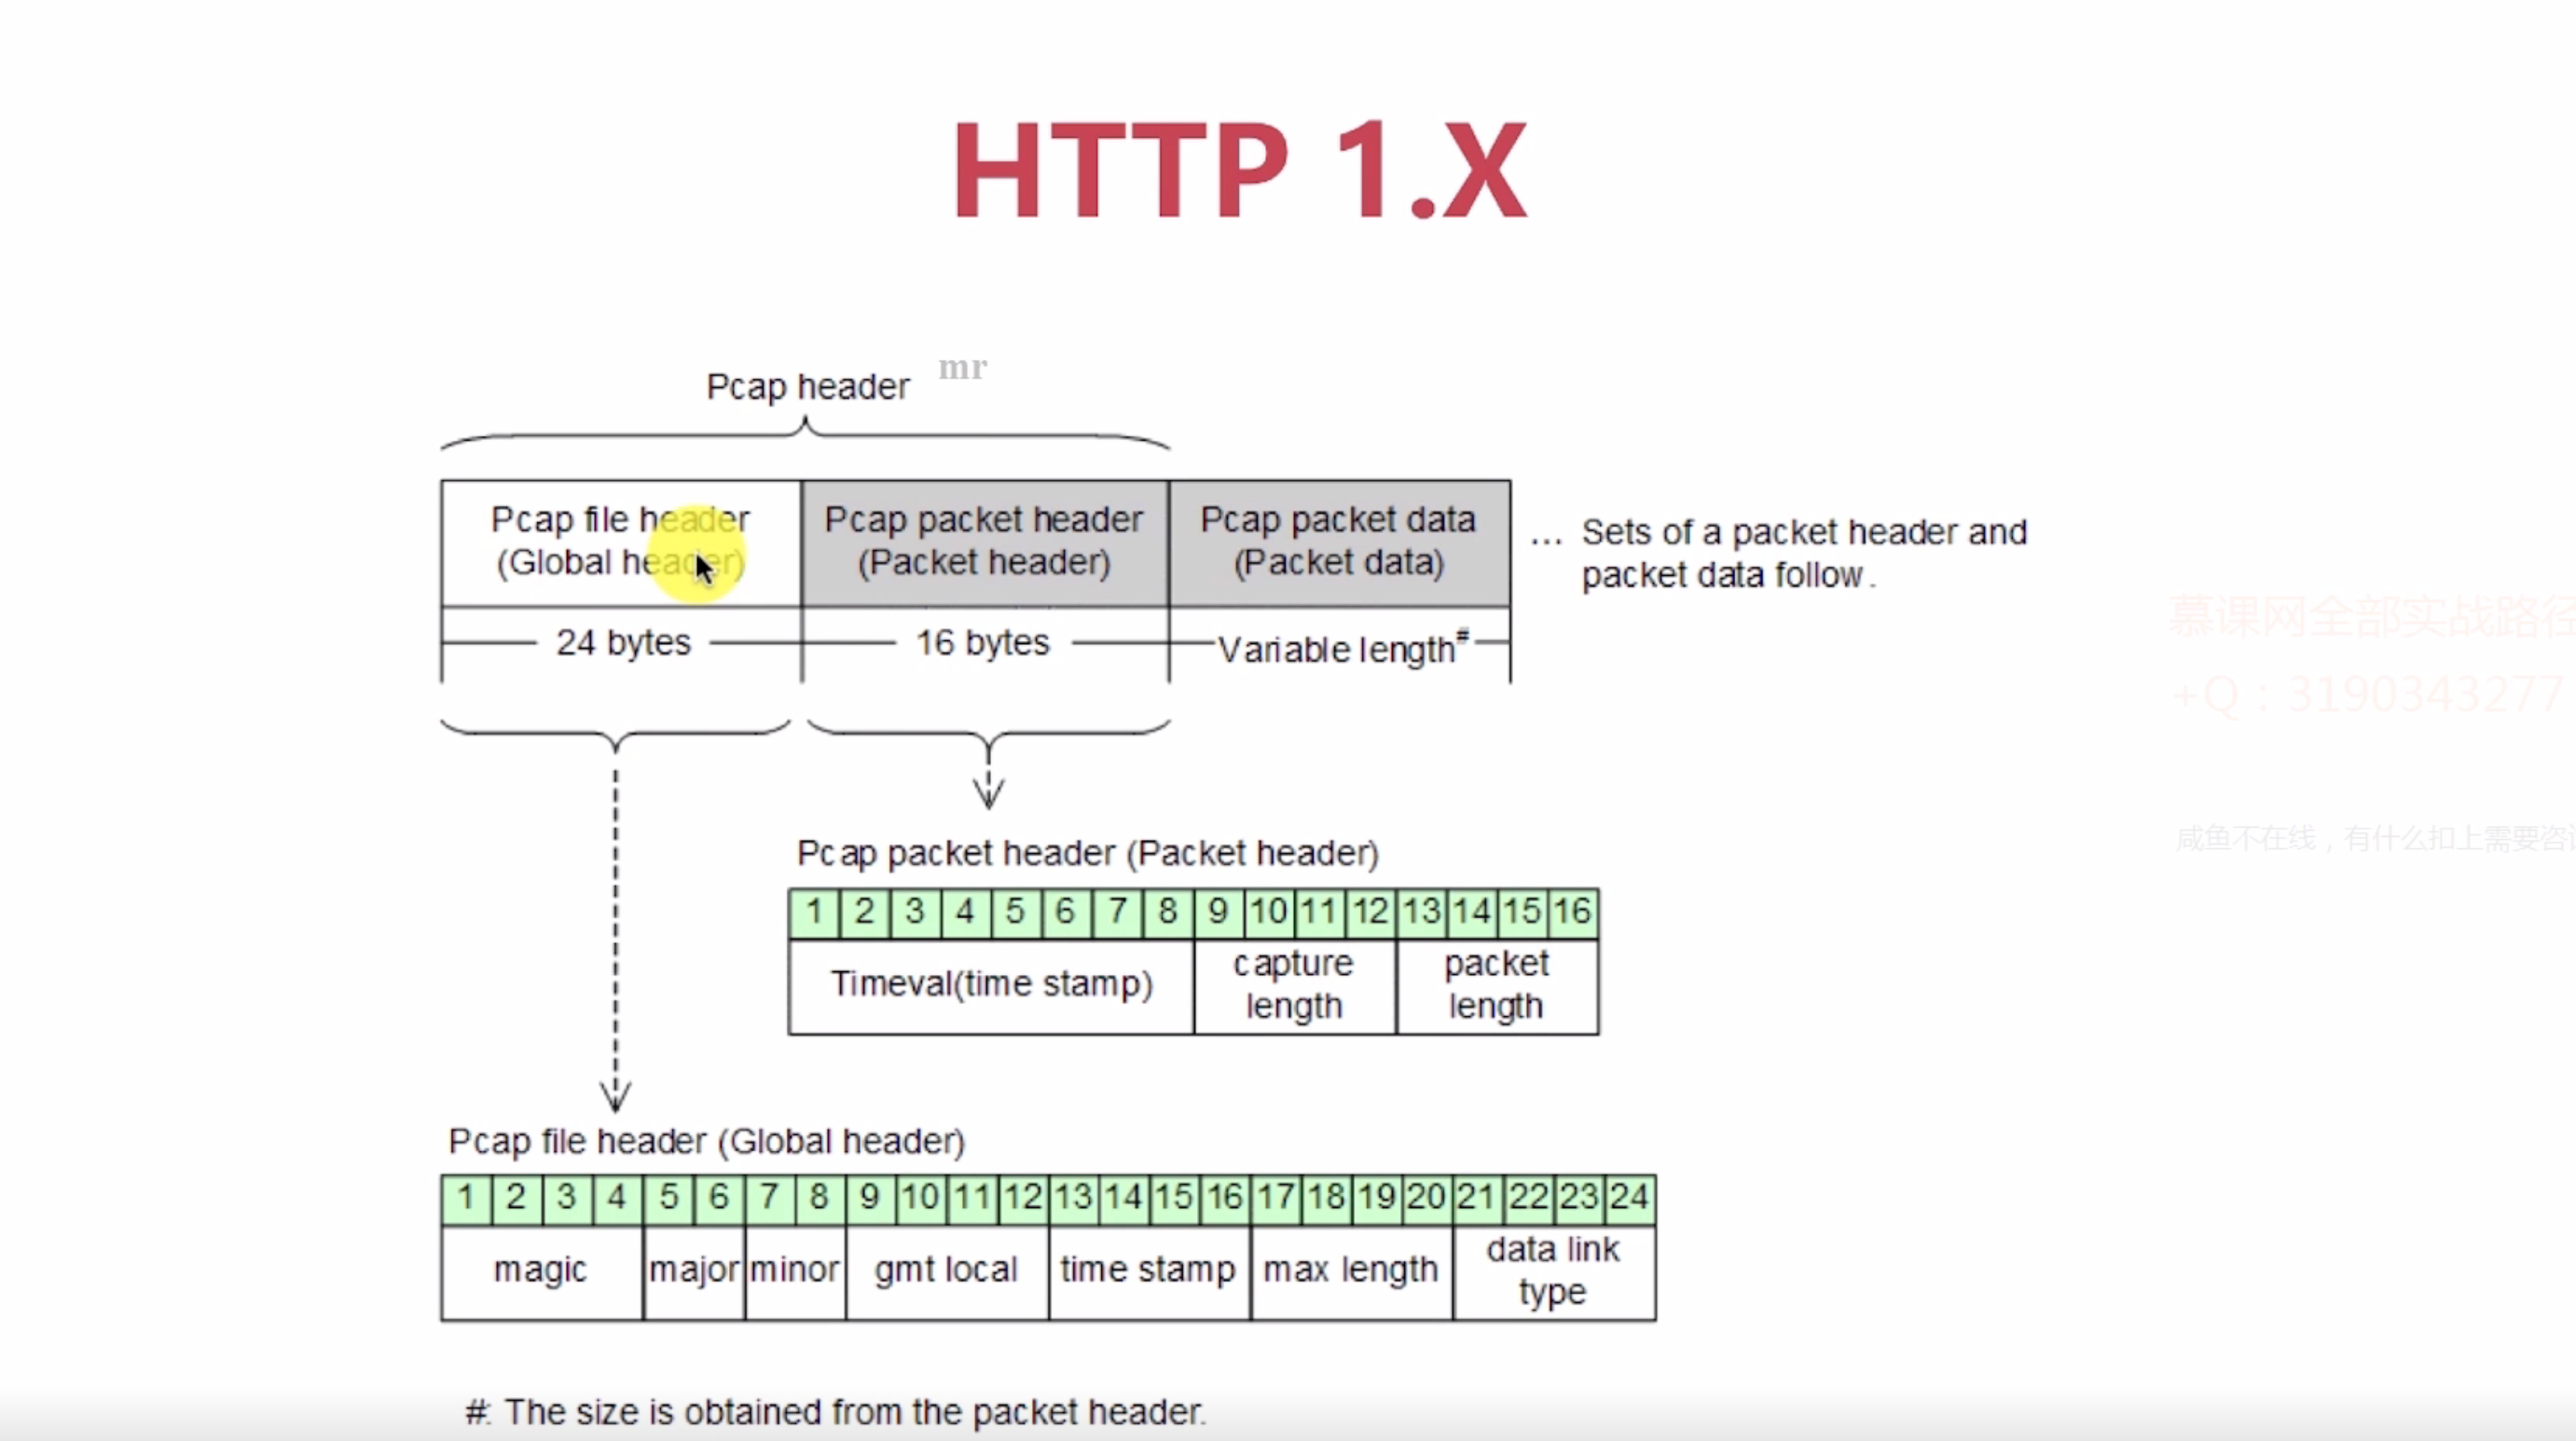 HTTP 1.X
Pcap header
mr
Pcap file header
(Global header)
Pcap packet header
(Packet header)
Pcap packet data
(Packet data)
... Sets of a packet header and
packet data follow.
24 bytes
16 bytes
Variable length#
慕课网全部实战路径
+Q：3190343277
咸鱼不在线，有什么扣上需要咨
Pcap packet header (Packet header)
1 2 3 4 5 6 7 8 9 10 11 12 13 14 15 16
Timeval(time stamp)
capture
length
packet
length
Pcap file header (Global header)
1 2 3 4 5 6 7 8 9 10 11 12 13 14 15 16 17 18 19 20 21 22 23 24
magic
major
minor
gmt local
time stamp
max length
data link
type
#: The size is obtained from the packet header.